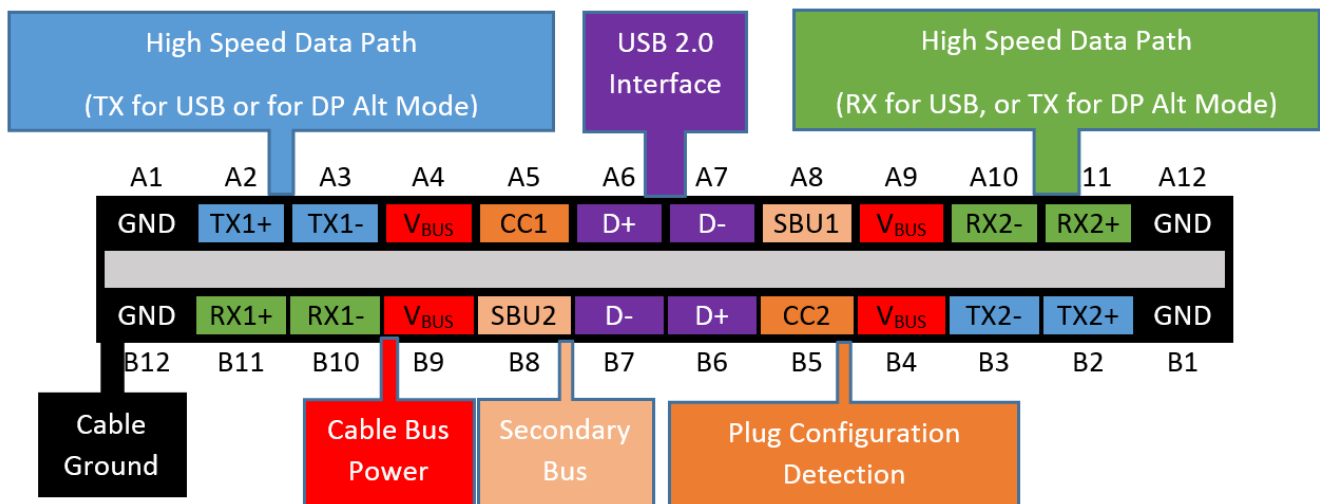 High Speed Data Path
(TX for USB or for DP Alt Mode)
USB 2.0
Interface
High Speed Data Path
(RX for USB, or TX for DP Alt Mode)
A1 A2 A3 A4 A5 A6 A7 A8 A9 A10 11 A12
GND TX1+ TX1- VBUS CC1 D+ D- SBU1 VBUS RX2- RX2+ GND
GND RX1+ RX1- VBUS SBU2 D- D+ CC2 VBUS TX2- TX2+ GND
B12 B11 B10 B9 B8 B7 B6 B5 B4 B3 B2 B1
Cable
Ground
Cable Bus
Power
Secondary
Bus
Plug Configuration
Detection